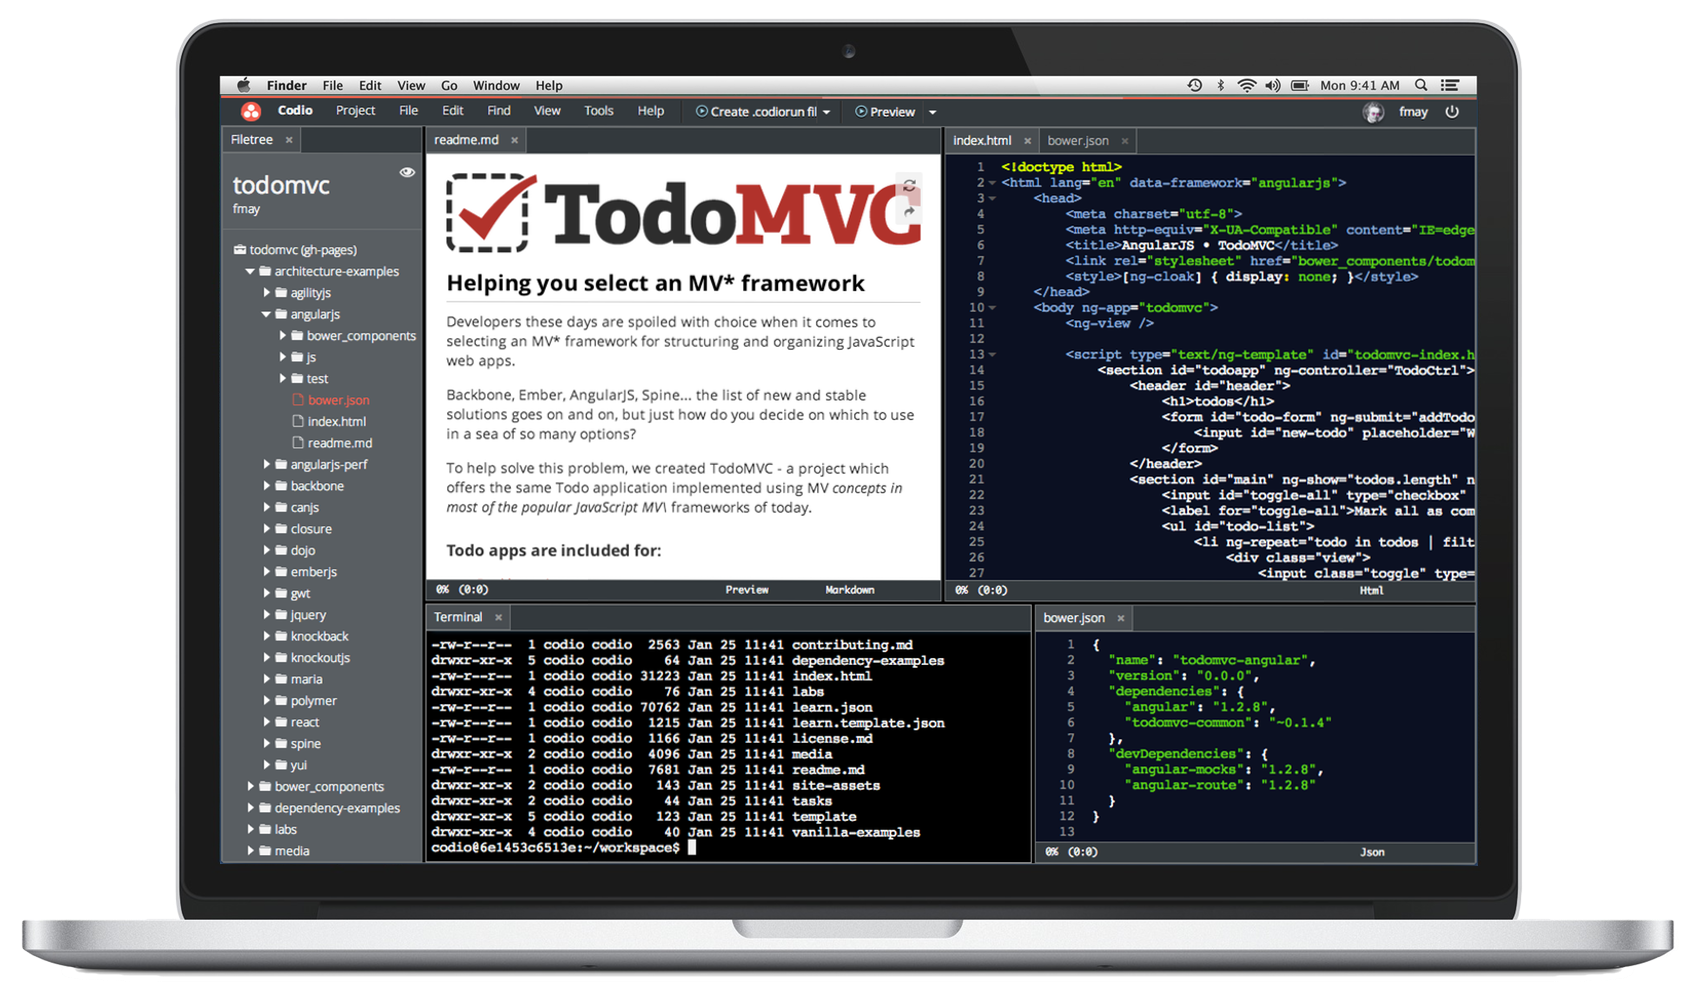 Finder File Edit View Go Window Help Mon 9:41 AM
Codio Project File Edit Find View Tools Help Create .codiorun fil Preview fmay
Filetree ×
todomvc
fmay
todomvc (gh-pages)
architecture-examples
agilityjs
angularjs
bower_components
js
test
bower.json
index.html
readme.md
angularjs-perf
backbone
canjs
closure
dojo
emberjs
gwt
jquery
knockback
knockoutjs
maria
polymer
react
spine
yui
bower_components
dependency-examples
labs
media
readme.md ×
TodoMVC
Helping you select an MV* framework
Developers these days are spoiled with choice when it comes to
selecting an MV* framework for structuring and organizing JavaScript
web apps.
Backbone, Ember, AngularJS, Spine... the list of new and stable
solutions goes on and on, but just how do you decide on which to use
in a sea of so many options?
To help solve this problem, we created TodoMVC - a project which
offers the same Todo application implemented using MV concepts in
most of the popular JavaScript MV\ frameworks of today.
Todo apps are included for:
0% (0:0) Preview Markdown
index.html × bower.json ×
1 <!doctype html>
2 <html lang="en" data-framework="angularjs">
3 <head>
4 <meta charset="utf-8">
5 <meta http-equiv="X-UA-Compatible" content="IE=edge
6 <title>AngularJS • TodoMVC</title>
7 <link rel="stylesheet" href="bower_components/todom
8 <style>[ng-cloak] { display: none; }</style>
9 </head>
10 <body ng-app="todomvc">
11 <ng-view />
12
13 <script type="text/ng-template" id="todomvc-index.h
14 <section id="todoapp" ng-controller="TodoCtrl">
15 <header id="header">
16 <h1>todos</h1>
17 <form id="todo-form" ng-submit="addTodo
18 <input id="new-todo" placeholder="W
19 </form>
20 </header>
21 <section id="main" ng-show="todos.length" n
22 <input id="toggle-all" type="checkbox"
23 <label for="toggle-all">Mark all as com
24 <ul id="todo-list">
25 <li ng-repeat="todo in todos | filt
26 <div class="view">
27 <input class="toggle" type=
0% (0:0) Html
Terminal ×
-rw-r--r-- 1 codio codio 2563 Jan 25 11:41 contributing.md
drwxr-xr-x 5 codio codio 64 Jan 25 11:41 dependency-examples
-rw-r--r-- 1 codio codio 31223 Jan 25 11:41 index.html
drwxr-xr-x 4 codio codio 76 Jan 25 11:41 labs
-rw-r--r-- 1 codio codio 70762 Jan 25 11:41 learn.json
-rw-r--r-- 1 codio codio 1215 Jan 25 11:41 learn.template.json
-rw-r--r-- 1 codio codio 1166 Jan 25 11:41 license.md
drwxr-xr-x 2 codio codio 4096 Jan 25 11:41 media
-rw-r--r-- 1 codio codio 7681 Jan 25 11:41 readme.md
drwxr-xr-x 2 codio codio 143 Jan 25 11:41 site-assets
drwxr-xr-x 2 codio codio 44 Jan 25 11:41 tasks
drwxr-xr-x 5 codio codio 123 Jan 25 11:41 template
drwxr-xr-x 4 codio codio 40 Jan 25 11:41 vanilla-examples
codio@6e1453c6513e:~/workspace$
bower.json ×
1 {
2 "name": "todomvc-angular",
3 "version": "0.0.0",
4 "dependencies": {
5 "angular": "1.2.8",
6 "todomvc-common": "~0.1.4"
7 },
8 "devDependencies": {
9 "angular-mocks": "1.2.8",
10 "angular-route": "1.2.8"
11 }
12 }
13
0% (0:0) Json